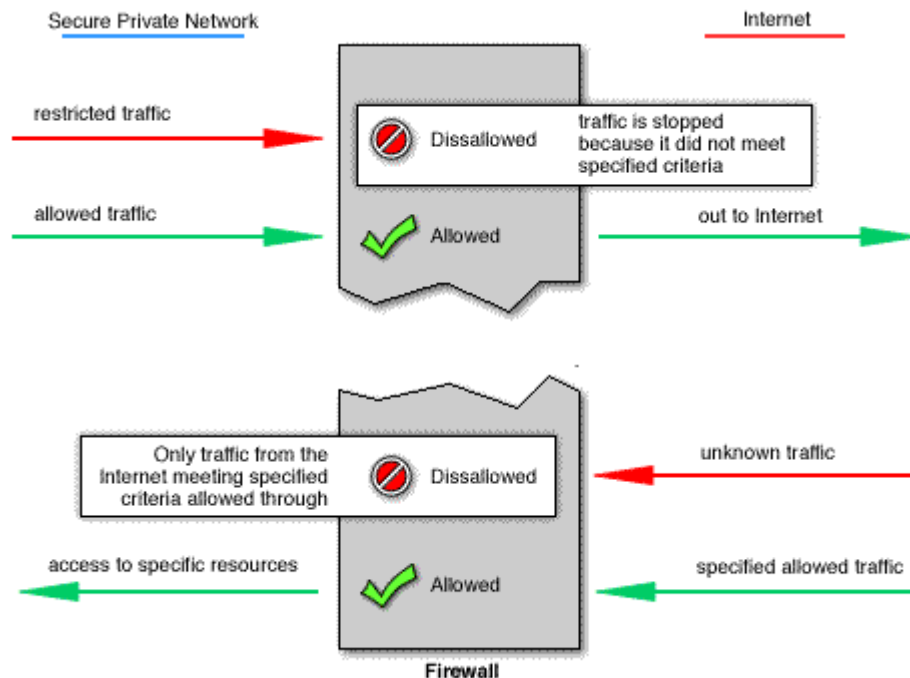 Secure Private Network
Internet
restricted traffic
Dissallowed
traffic is stopped
because it did not meet
specified criteria
allowed traffic
Allowed
out to Internet
Only traffic from the
Internet meeting specified
criteria allowed through
Dissallowed
unknown traffic
access to specific resources
Allowed
specified allowed traffic
Firewall